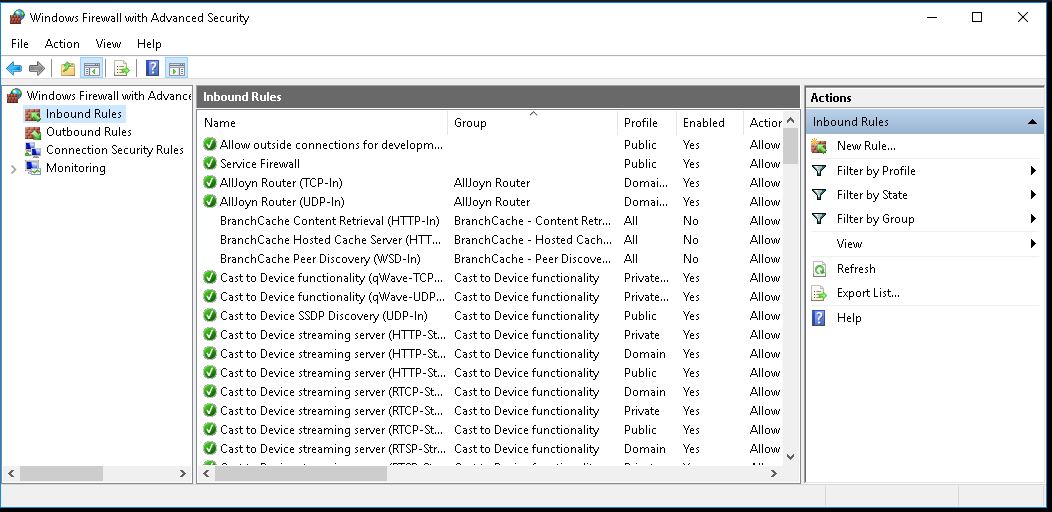 Windows Firewall with Advanced Security
File Action View Help
Windows Firewall with Advance
Inbound Rules
Outbound Rules
Connection Security Rules
Monitoring
Inbound Rules
Name Group Profile Enabled Action
Allow outside connections for developm... Public Yes Allow
Service Firewall Public Yes Allow
AllJoyn Router (TCP-In) AllJoyn Router Domai... Yes Allow
AllJoyn Router (UDP-In) AllJoyn Router Domai... Yes Allow
BranchCache Content Retrieval (HTTP-In) BranchCache - Content Retr... All No Allow
BranchCache Hosted Cache Server (HTT... BranchCache - Hosted Cach... All No Allow
BranchCache Peer Discovery (WSD-In) BranchCache - Peer Discove... All No Allow
Cast to Device functionality (qWave-TCP... Cast to Device functionality Private... Yes Allow
Cast to Device functionality (qWave-UDP... Cast to Device functionality Private... Yes Allow
Cast to Device SSDP Discovery (UDP-In) Cast to Device functionality Public Yes Allow
Cast to Device streaming server (HTTP-St... Cast to Device functionality Private Yes Allow
Cast to Device streaming server (HTTP-St... Cast to Device functionality Domain Yes Allow
Cast to Device streaming server (HTTP-St... Cast to Device functionality Public Yes Allow
Cast to Device streaming server (RTCP-St... Cast to Device functionality Domain Yes Allow
Cast to Device streaming server (RTCP-St... Cast to Device functionality Private Yes Allow
Cast to Device streaming server (RTCP-St... Cast to Device functionality Public Yes Allow
Cast to Device streaming server (RTSP-Str... Cast to Device functionality Domain Yes Allow
Actions
Inbound Rules
New Rule...
Filter by Profile
Filter by State
Filter by Group
View
Refresh
Export List...
Help